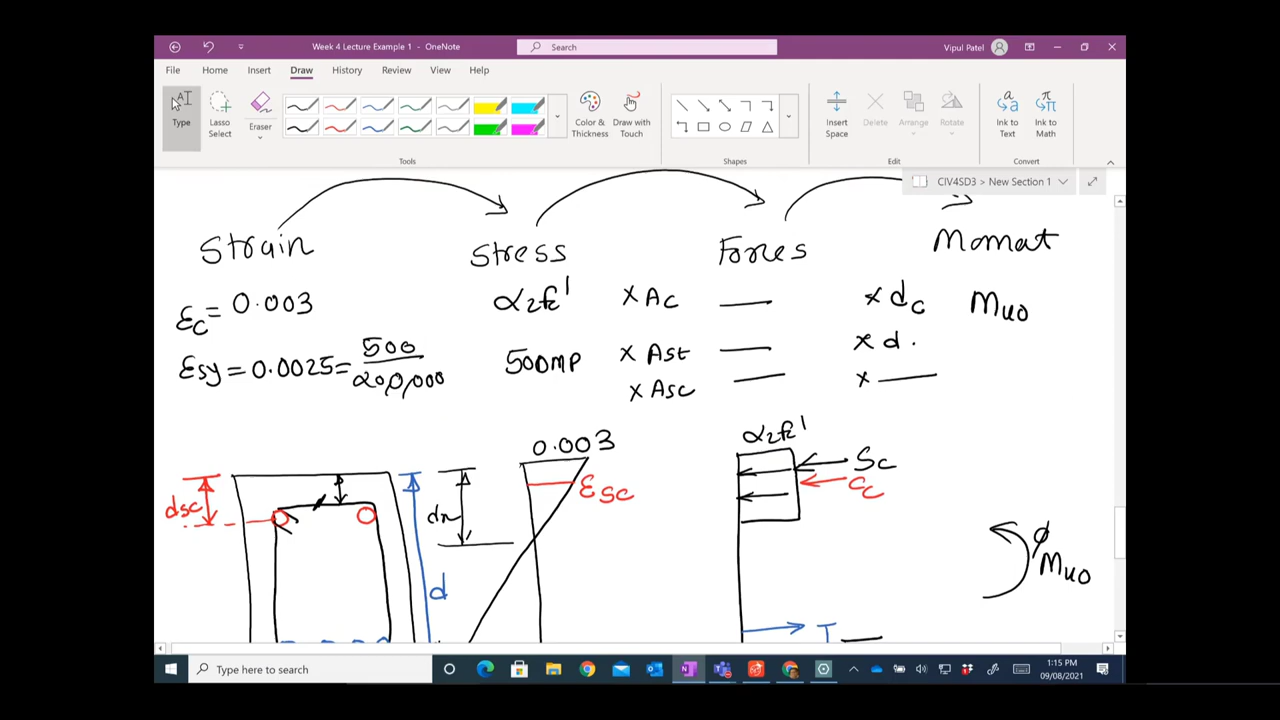 Week 4 Lecture Example 1 - OneNote
Search
Vipul Patel
File Home Insert Draw History Review View Help
Type
Lasso Select
Eraser
Color & Thickness
Draw with Touch
Insert Space
Delete
Arrange
Rotate
Ink to Text
Ink to Math
Tools
Shapes
Edit
Convert
CIV4SD3 > New Section 1
Strain
Stress
Forces
Momat
εc = 0.003
α2fc'
× Ac
× dc
Muo
εsy = 0.0025 = 500 / 200,000
500mp
× Ast
× d
× Asc
×
0.003
α2fc'
Sc
Cc
dsc
εsc
dn
d
φ
Muo
T
Type here to search
1:15 PM
09/08/2021